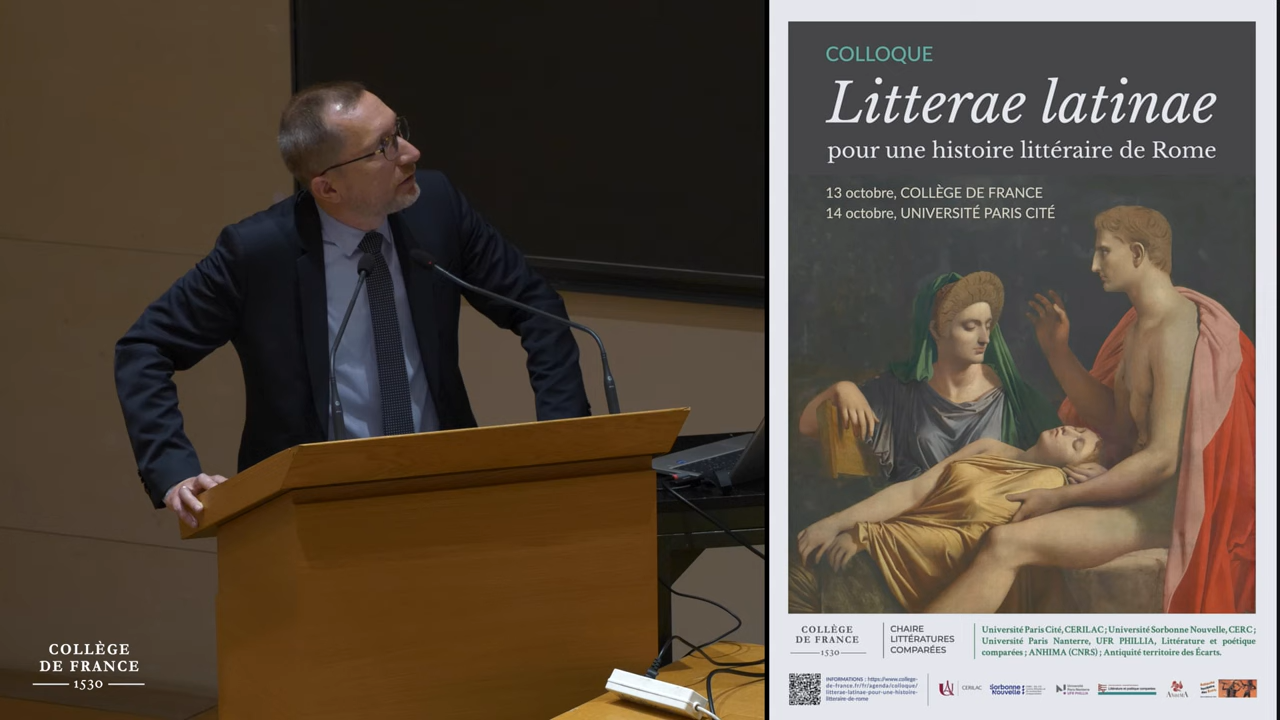 COLLOQUE
Litterae latinae
pour une histoire littéraire de Rome
13 octobre, COLLÈGE DE FRANCE
14 octobre, UNIVERSITÉ PARIS CITÉ
COLLÈGE
DE FRANCE
1530
CHAIRE
LITTÉRATURES
COMPARÉES
Université Paris Cité, CERILAC ; Université Sorbonne Nouvelle, CERC ;
Université Paris Nanterre, UFR PHILLIA, Littérature et poétique
comparées ; ANHIMA (CNRS) ; Antiquité territoire des Écarts.
INFORMATIONS : https://www.college-
de-france.fr/fr/agenda/colloque/
litterae-latinae-pour-une-histoire-
litteraire-de-rome
CERILAC
Sorbonne
Nouvelle
COLLÈGE
DE FRANCE
1530